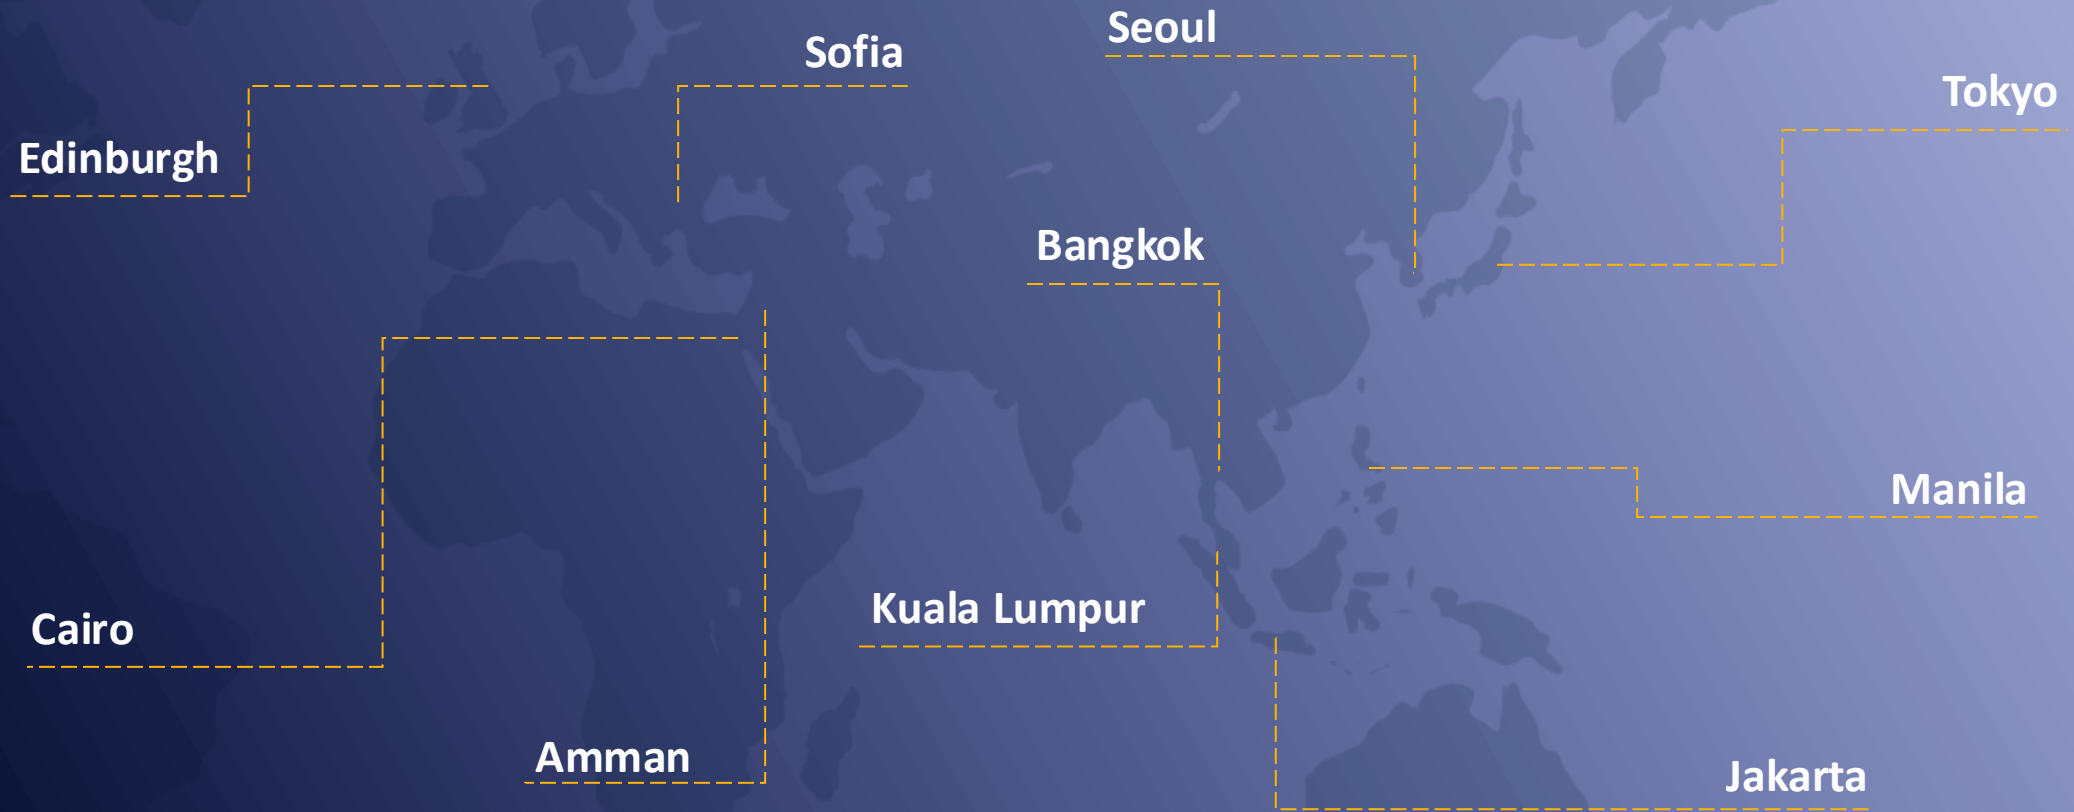 Seoul
Sofia
Tokyo
Edinburgh
Bangkok
Manila
Kuala Lumpur
Cairo
Amman
Jakarta